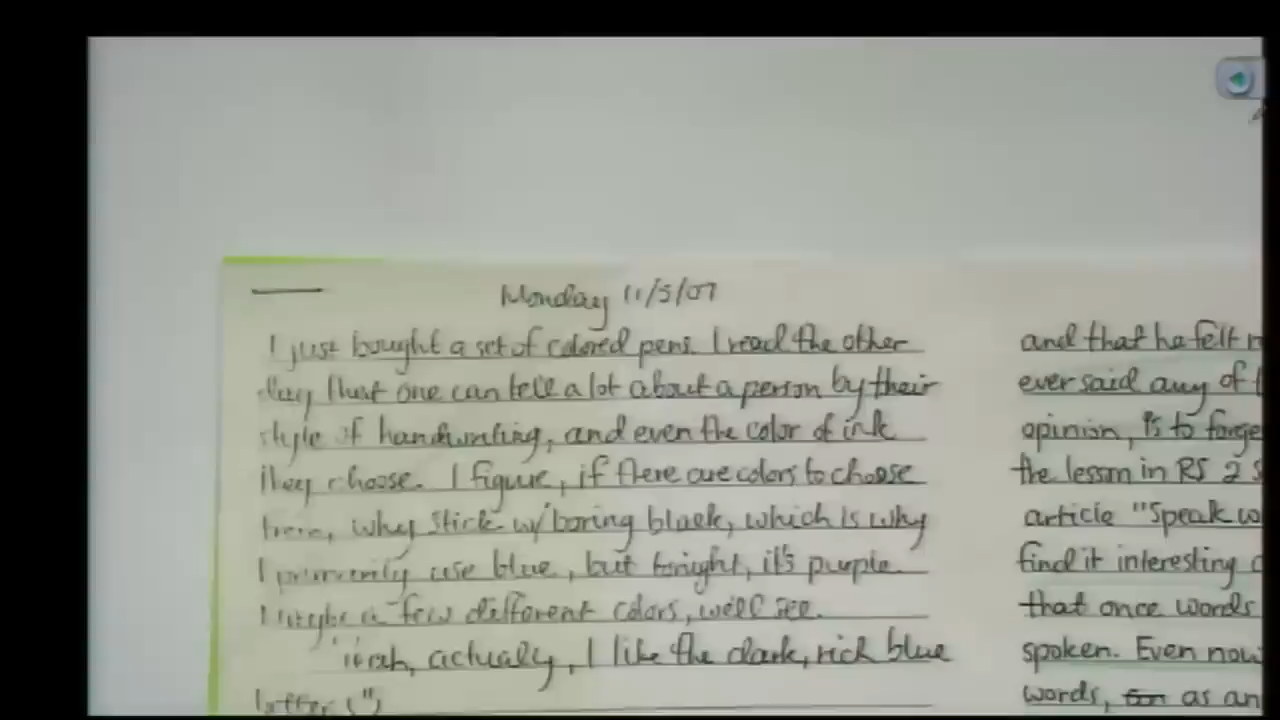 Monday 11/5/07
I just bought a set of colored pens. I read the other
day that one can tell a lot about a person by their
style of handwriting, and even the color of ink
they choose. I figure, if there are colors to choose
from, why stick w/ boring black, which is why
I primarily use blue, but tonight, it's purple.
Maybe a few different colors, we'll see.
Yeah, actualy, I like the dark, rich blue
better (")
and that he felt
ever said any of
opinion, is to forge
the lesson in RS 2
article "Speak
find it interesting
that once words
spoken. Even now
words, as an